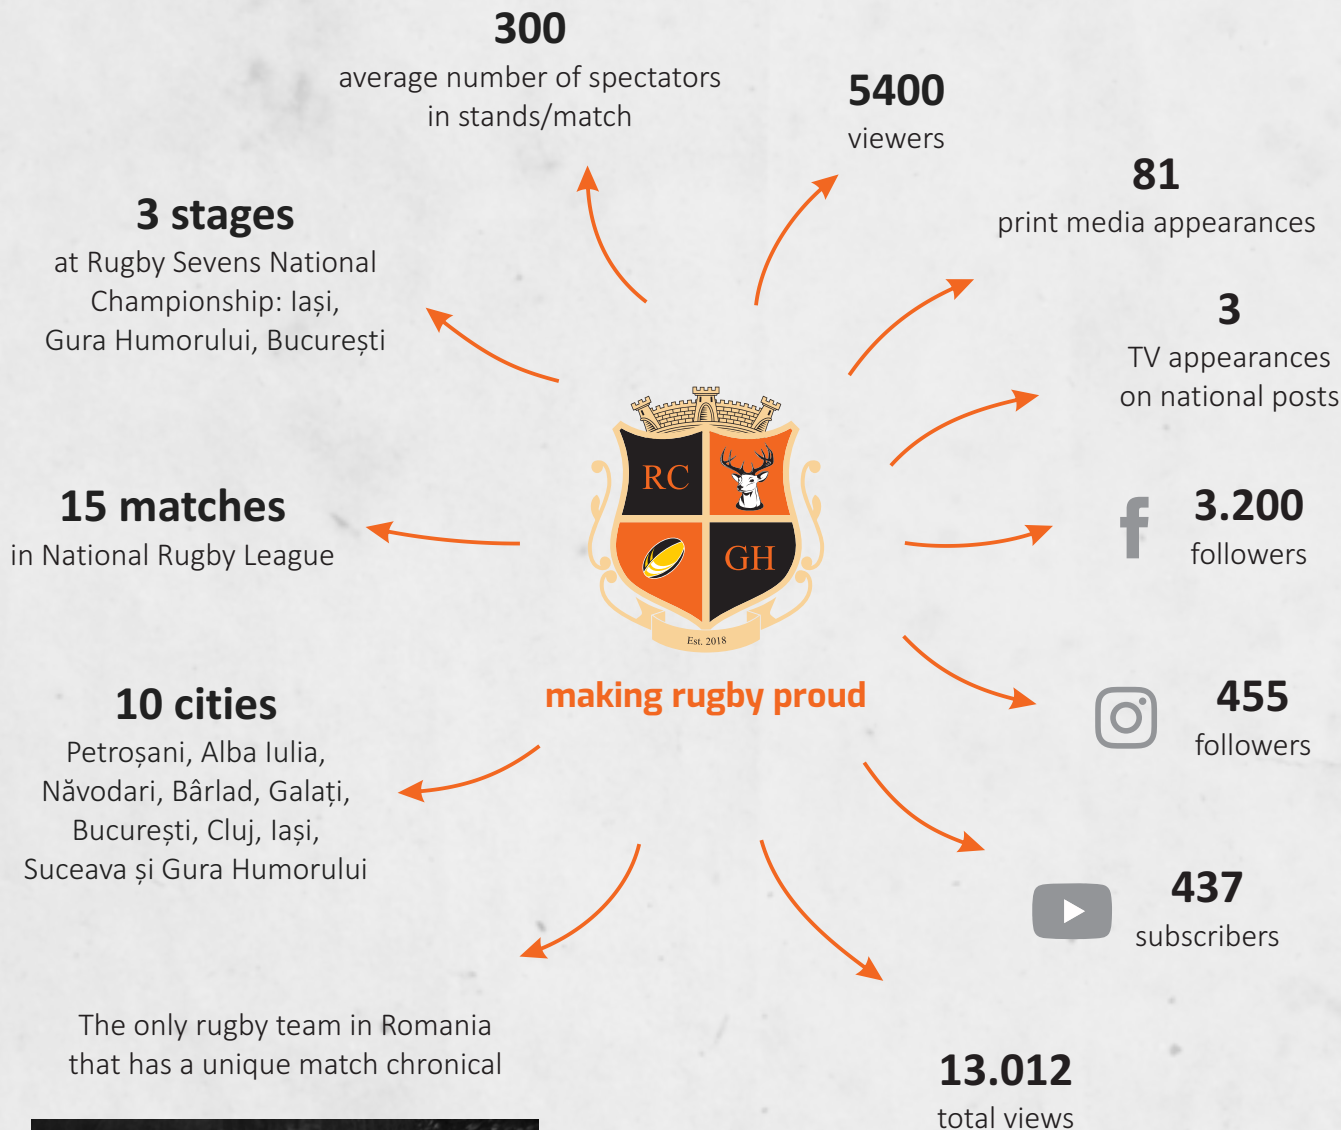 300
average number of spectators
in stands/match
5400
viewers
81
print media appearances
3 stages
at Rugby Sevens National
Championship: Iași,
Gura Humorului, București
3
TV appearances
on national posts
RC
GH
Est. 2018
making rugby proud
15 matches
in National Rugby League
3.200
followers
10 cities
Petroșani, Alba Iulia,
Năvodari, Bârlad, Galați,
București, Cluj, Iași,
Suceava și Gura Humorului
455
followers
437
subscribers
The only rugby team in Romania
that has a unique match chronical
13.012
total views